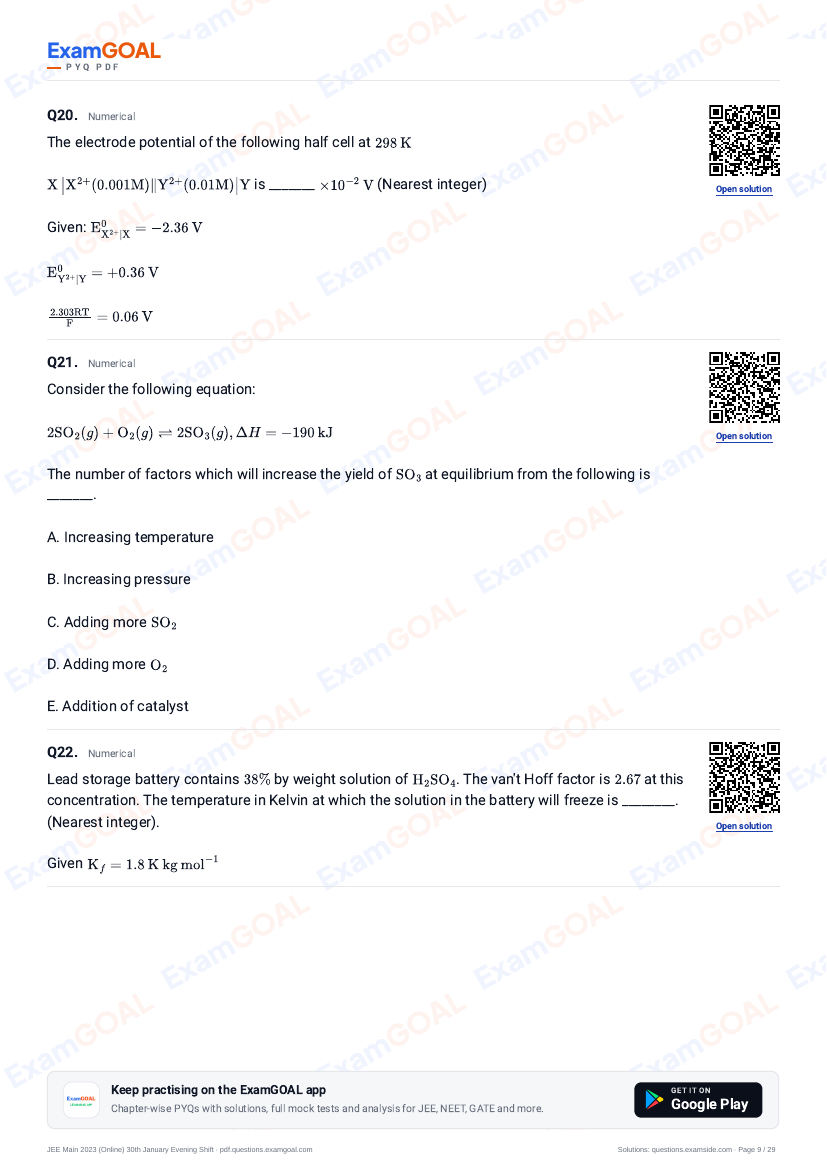 ExamGOAL
PYQ PDF
Q20. Numerical
The electrode potential of the following half cell at 298 K
X |X²⁺(0.001M)||Y²⁺(0.01M)|Y is _______ ×10⁻² V (Nearest integer)
Given: E⁰_X²⁺|X = −2.36 V
E⁰_Y²⁺|Y = +0.36 V
2.303RT/F = 0.06 V
Open solution
Q21. Numerical
Consider the following equation:
2SO₂(g) + O₂(g) ⇌ 2SO₃(g), ΔH = −190 kJ
The number of factors which will increase the yield of SO₃ at equilibrium from the following is
_______.
A. Increasing temperature
B. Increasing pressure
C. Adding more SO₂
D. Adding more O₂
E. Addition of catalyst
Open solution
Q22. Numerical
Lead storage battery contains 38% by weight solution of H₂SO₄. The van't Hoff factor is 2.67 at this
concentration. The temperature in Kelvin at which the solution in the battery will freeze is ________.
(Nearest integer).
Given K_f = 1.8 K kg mol⁻¹
Open solution
ExamGOAL
Keep practising on the ExamGOAL app
Chapter-wise PYQs with solutions, full mock tests and analysis for JEE, NEET, GATE and more.
GET IT ON
Google Play
JEE Main 2023 (Online) 30th January Evening Shift · pdf.questions.examgoal.com
Solutions: questions.examside.com · Page 9 / 29